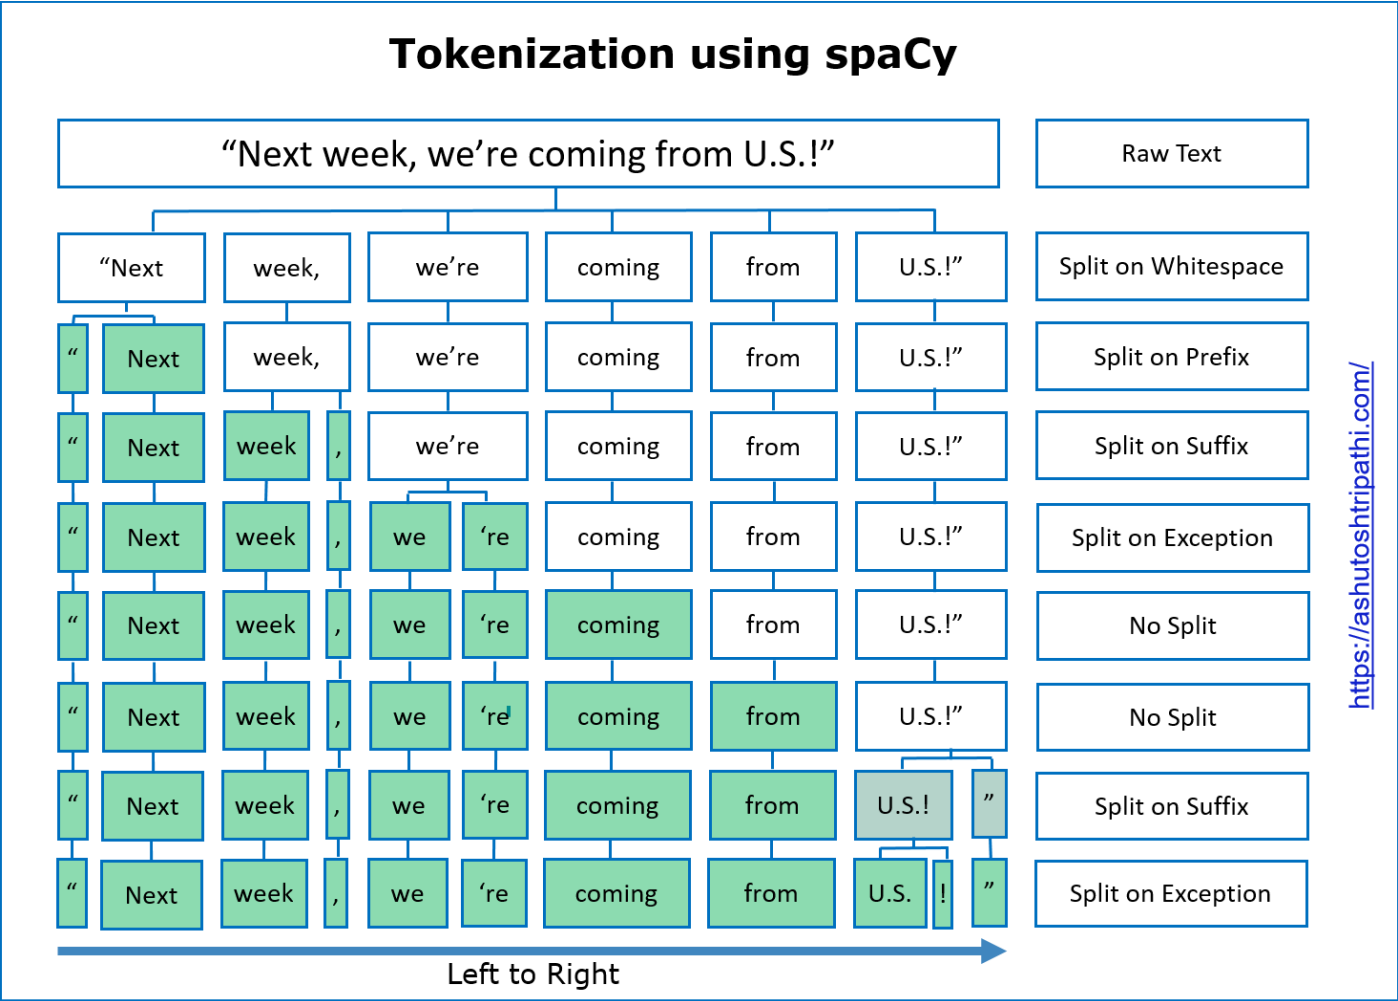 Tokenization using spaCy
“Next week, we’re coming from U.S.!”
Raw Text
“Next week, we’re coming from U.S.!” Split on Whitespace
“ Next week, we’re coming from U.S.!” Split on Prefix
“ Next week , we’re coming from U.S.!” Split on Suffix
“ Next week , we ‘re coming from U.S.!” Split on Exception
“ Next week , we ‘re coming from U.S.!” No Split
“ Next week , we ‘re coming from U.S.!” No Split
“ Next week , we ‘re coming from U.S.! ” Split on Suffix
“ Next week , we ‘re coming from U.S. ! ” Split on Exception
Left to Right
https://ashutoshtripathi.com/